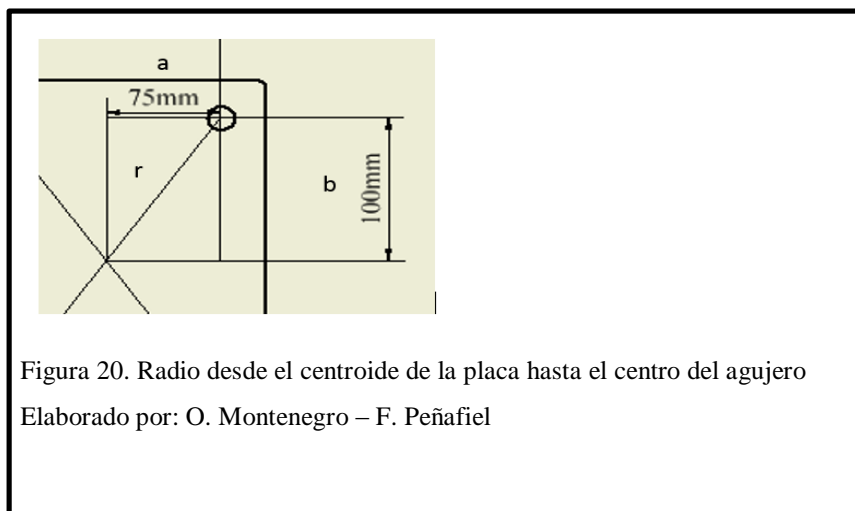 a
75mm
r
b
100mm
Figura 20. Radio desde el centroide de la placa hasta el centro del agujero
Elaborado por: O. Montenegro – F. Peñafiel